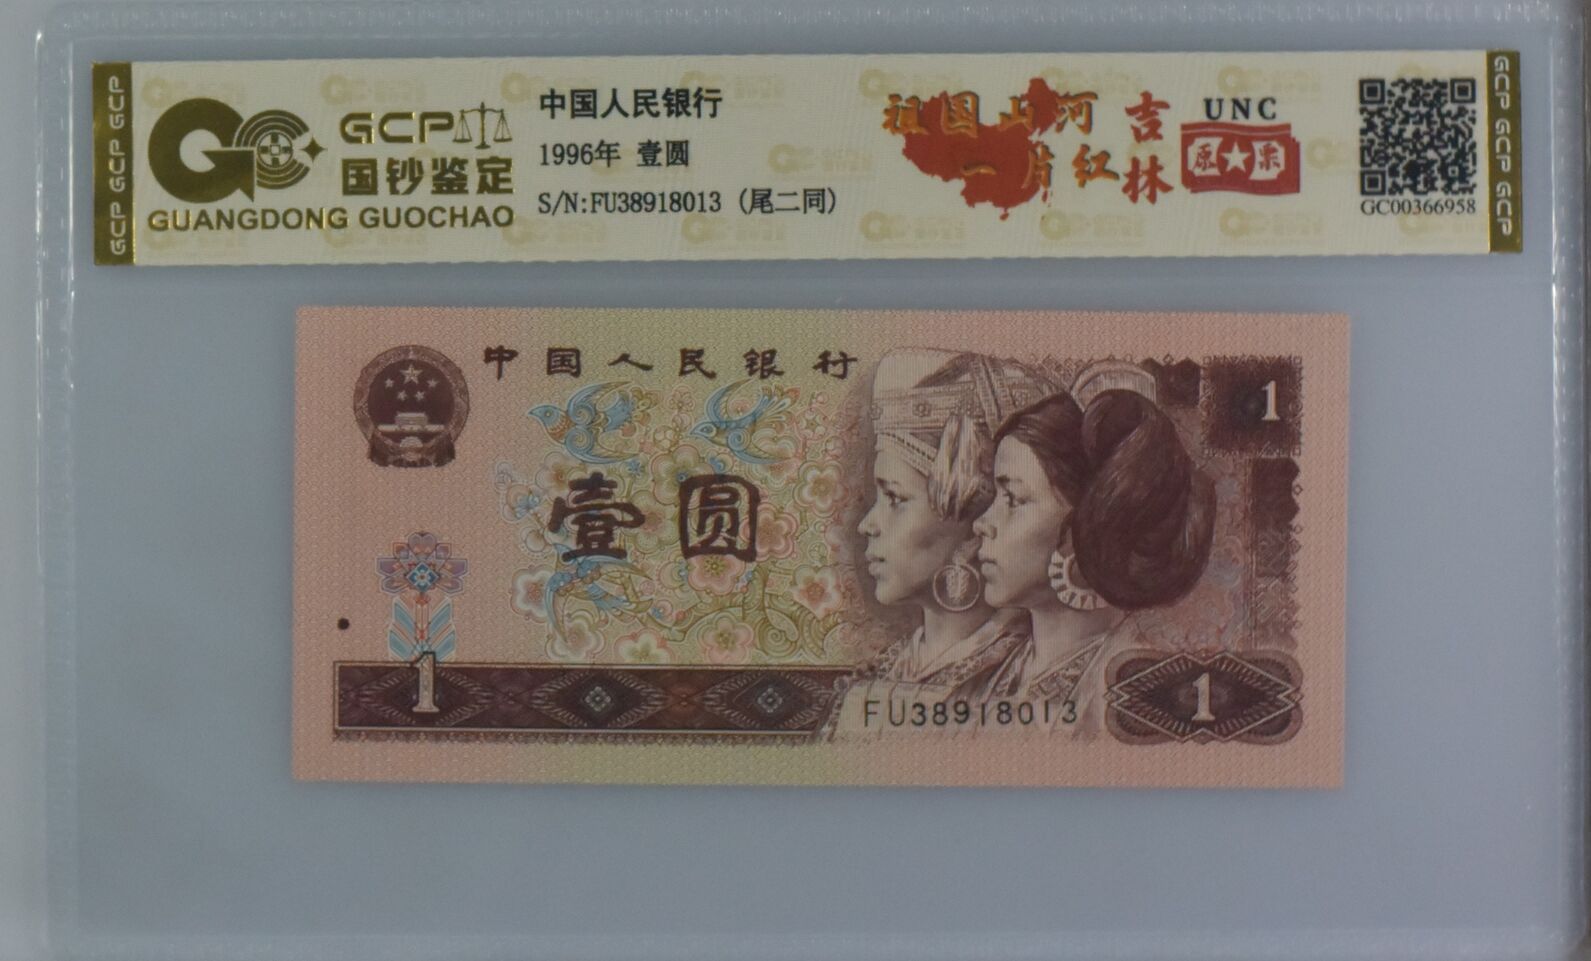 GCP GCP GCP
GCP
国钞鉴定
GUANGDONG GUOCHAO
中国人民银行
1996年 壹圆
S/N:FU38918013 (尾二同)
祖国山河
一片红
吉林
UNC
原★票
GC00366958
GCP GCP GCP
中国人民银行
1
壹圆
1
FU38918013
1